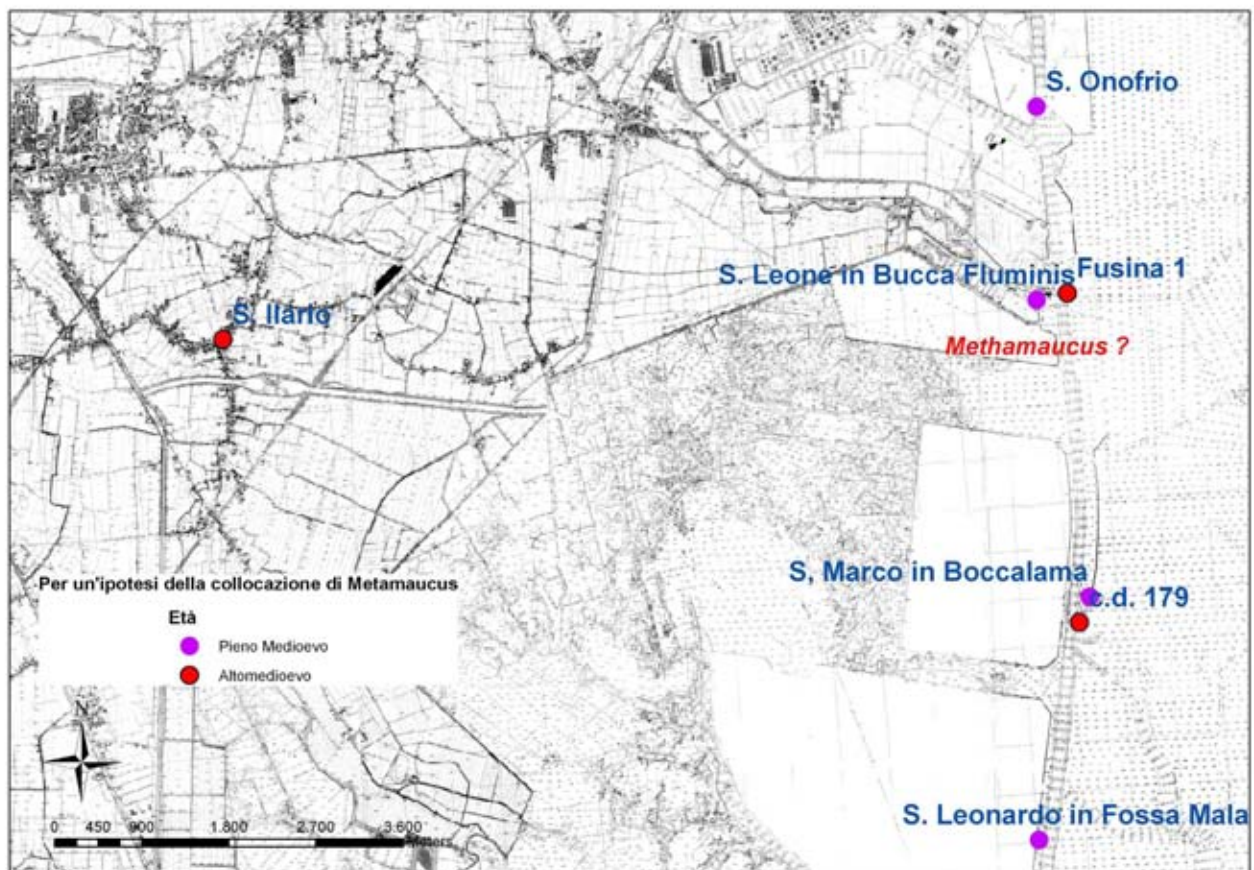 S. Onofrio
S. Leone in Bucca Fluminis
Fusina 1
S. Ilario
Methamaucus ?
S, Marco in Boccalama
c.d. 179
Per un'ipotesi della collocazione di Metamaucus
Età
Pieno Medioevo
Altomedioevo
N
S. Leonardo in Fossa Mala
0 450 900 1.800 2.700 3.600
Meters